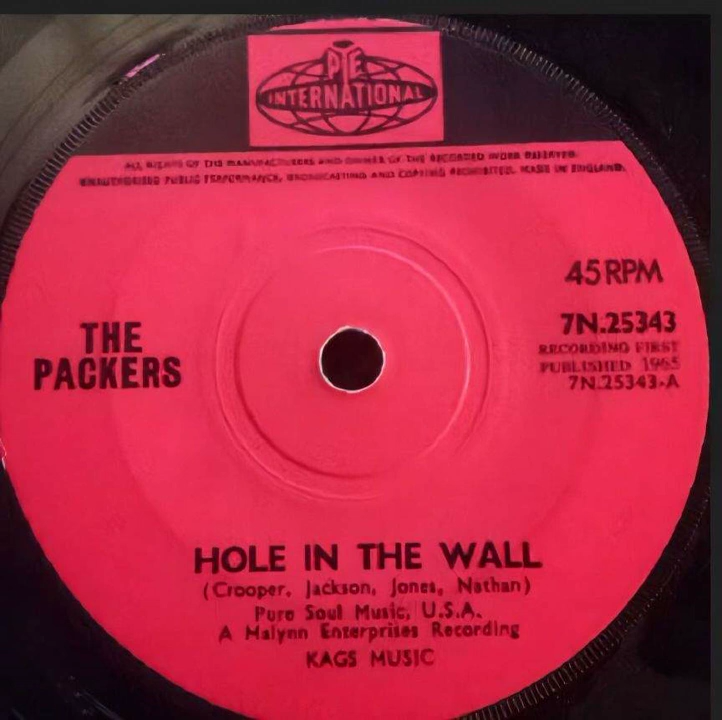 PYE
INTERNATIONAL
ALL RIGHTS OF THE MANUFACTURERS AND OWNER OF THE RECORDED WORK RESERVED.
UNAUTHORISED PUBLIC PERFORMANCE, BROADCASTING AND COPYING PROHIBITED. MADE IN ENGLAND.
45 RPM
THE
PACKERS
7N.25343
RECORDING FIRST
PUBLISHED 1965
7N.25343-A
HOLE IN THE WALL
(Crooper, Jackson, Jones, Nathan)
Pure Soul Music, U.S.A.
A Malynn Enterprises Recording
KAGS MUSIC